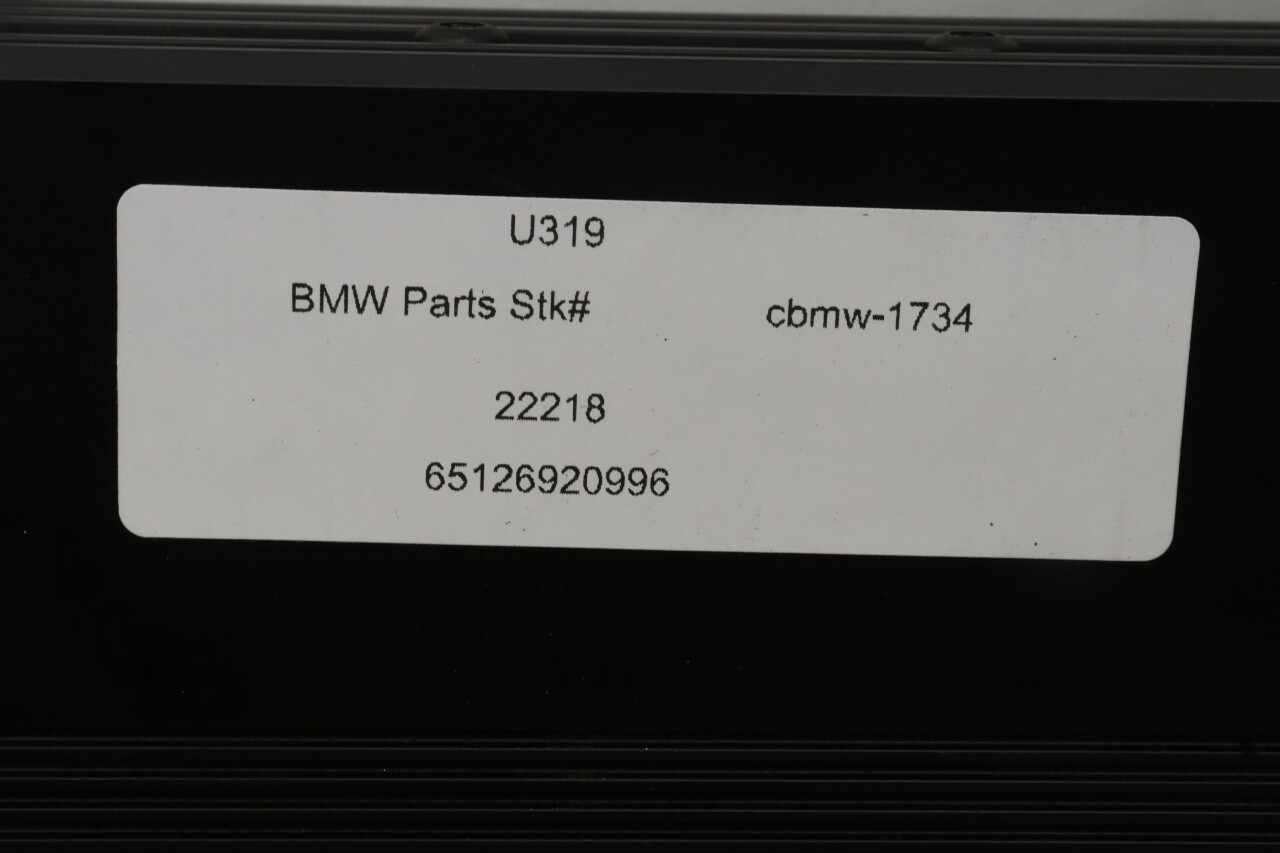 U319
BMW Parts Stk# cbmw-1734
22218
65126920996